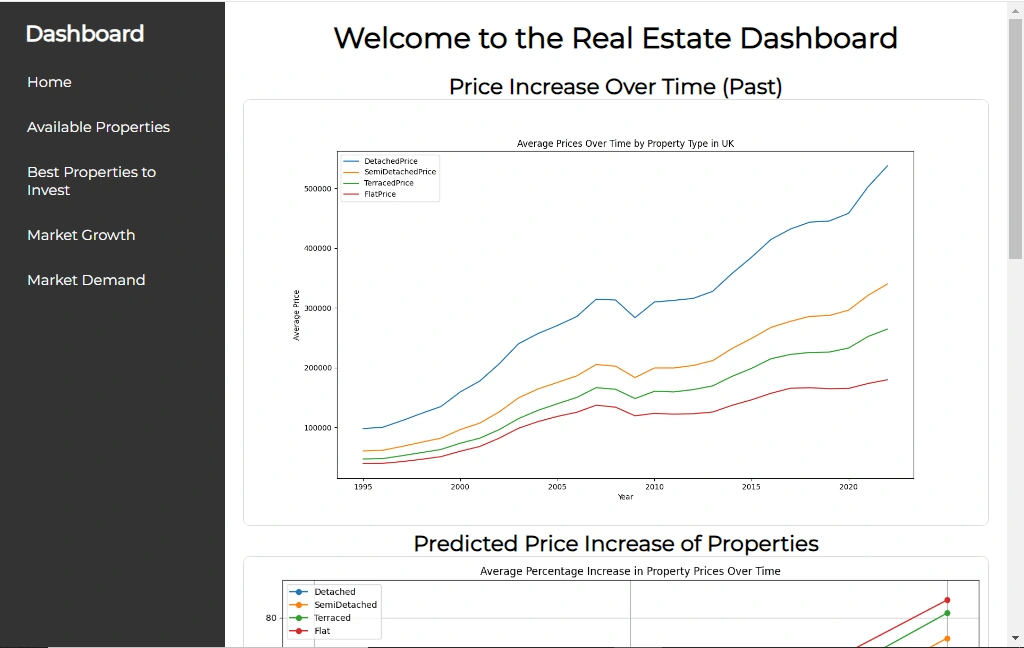 Dashboard
Home
Available Properties
Best Properties to
Invest
Market Growth
Market Demand
Welcome to the Real Estate Dashboard
Price Increase Over Time (Past)
Average Prices Over Time by Property Type in UK
DetachedPrice
SemiDetachedPrice
TerracedPrice
FlatPrice
500000
400000
300000
200000
100000
Average Price
1995 2000 2005 2010 2015 2020
Year
Predicted Price Increase of Properties
Average Percentage Increase in Property Prices Over Time
Detached
SemiDetached
Terraced
Flat
80